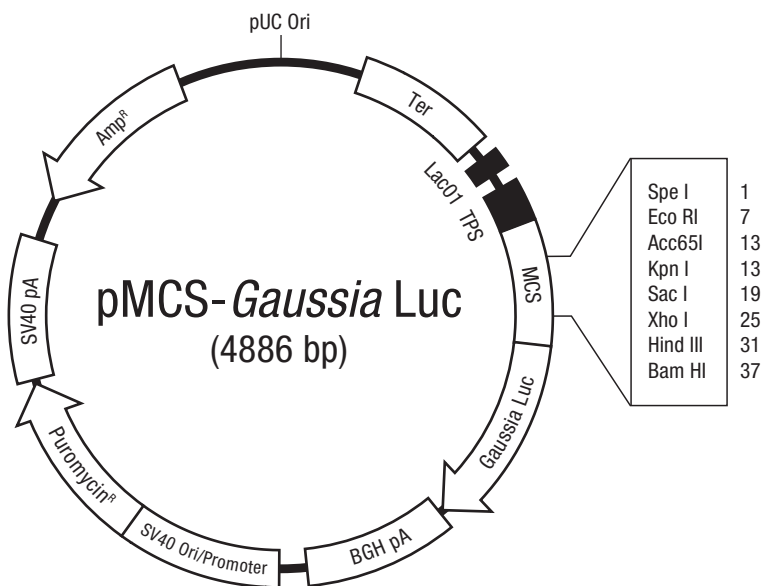 pUC Ori
Ter
Amp^R
Lac01 TPS
SV40 pA
MCS
pMCS-Gaussia Luc
(4886 bp)
Spe I 1
Eco RI 7
Acc65I 13
Kpn I 13
Sac I 19
Xho I 25
Hind III 31
Bam HI 37
Gaussia Luc
Puromycin^R
SV40 Ori/Promoter
BGH pA